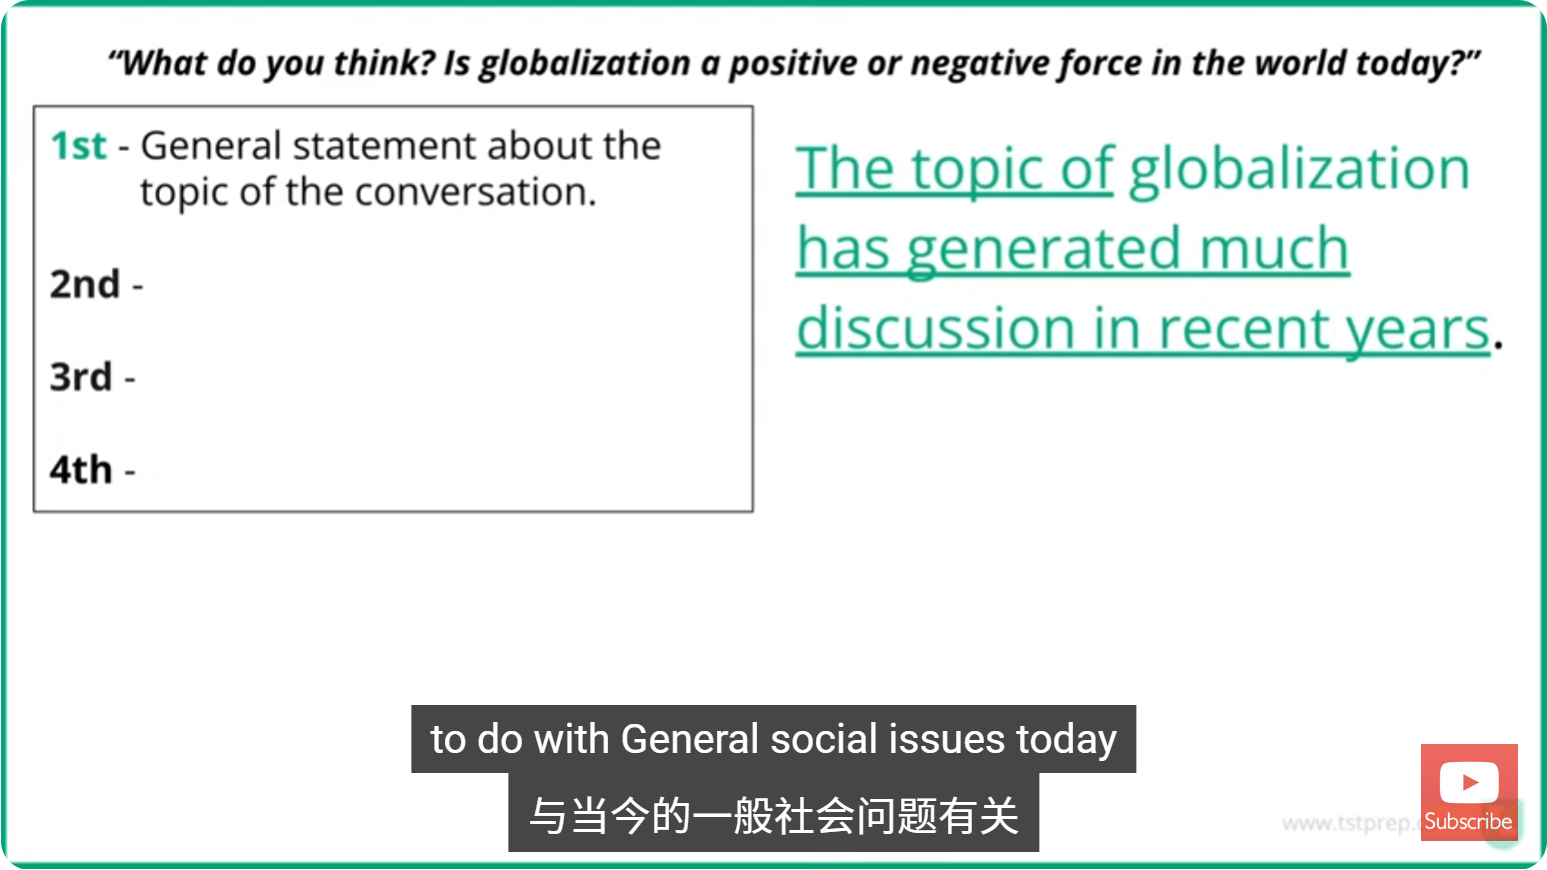 “What do you think? Is globalization a positive or negative force in the world today?”
1st - General statement about the
topic of the conversation.
2nd -
3rd -
4th -
The topic of globalization
has generated much
discussion in recent years.
to do with General social issues today
与当今的一般社会问题有关
www.tstprep.
Subscribe